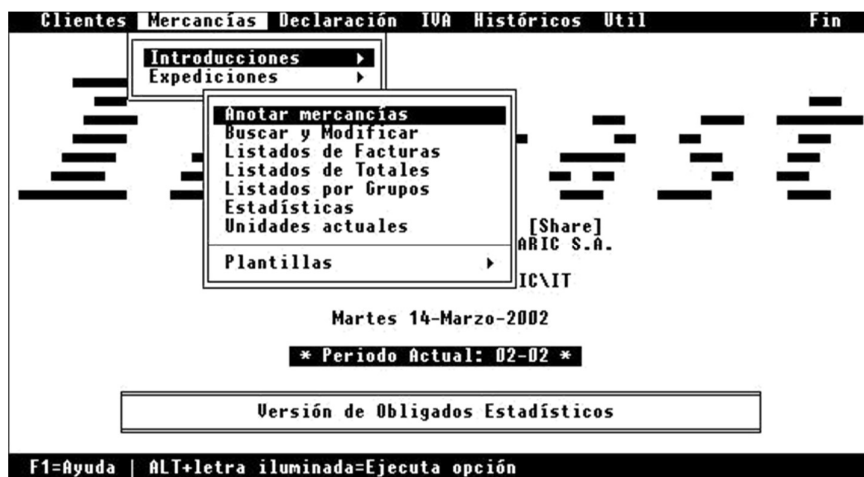 Clientes Mercancías Declaración IVA Históricos Util Fin
Introducciones
Expediciones
Anotar mercancías
Buscar y Modificar
Listados de Facturas
Listados de Totales
Listados por Grupos
Estadísticas
Unidades actuales
Plantillas
[Share]
ARIC S.A.
IC\IT
Martes 14-Marzo-2002
* Periodo Actual: 02-02 *
Versión de Obligados Estadísticos
F1=Ayuda | ALT+letra iluminada=Ejecuta opción